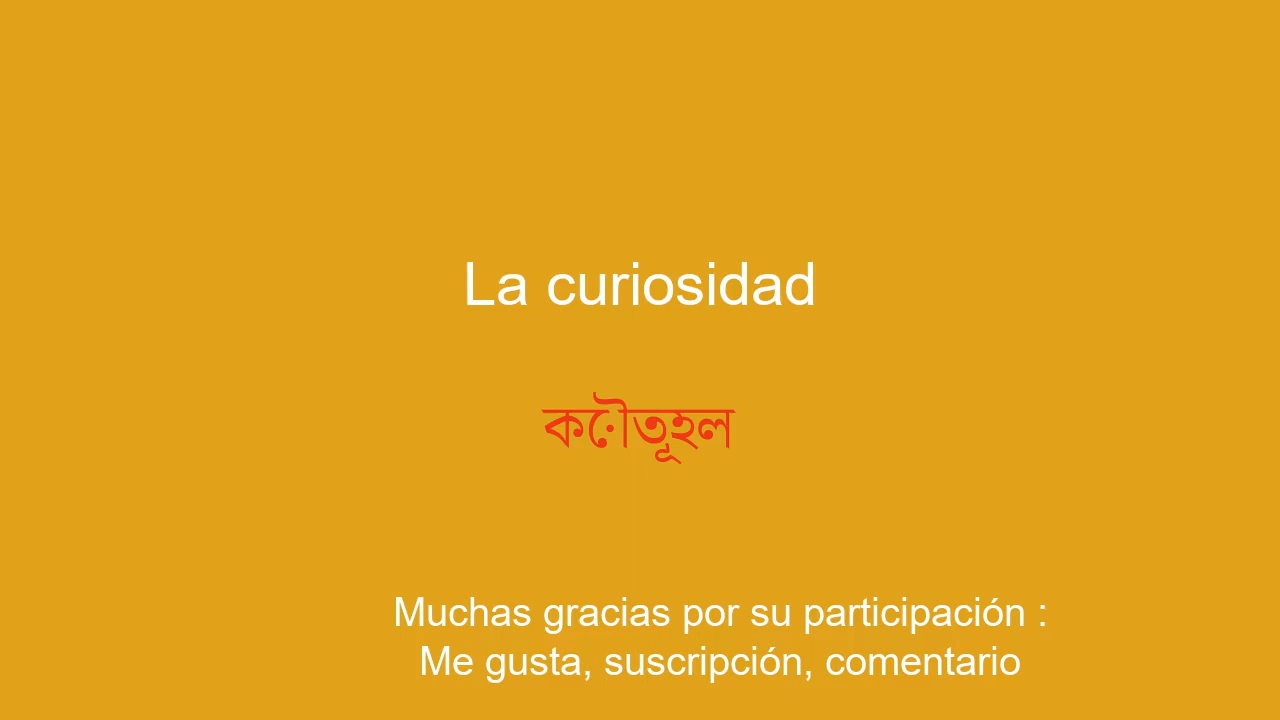 La curiosidad
কৌতূহল
Muchas gracias por su participación :
Me gusta, suscripción, comentario